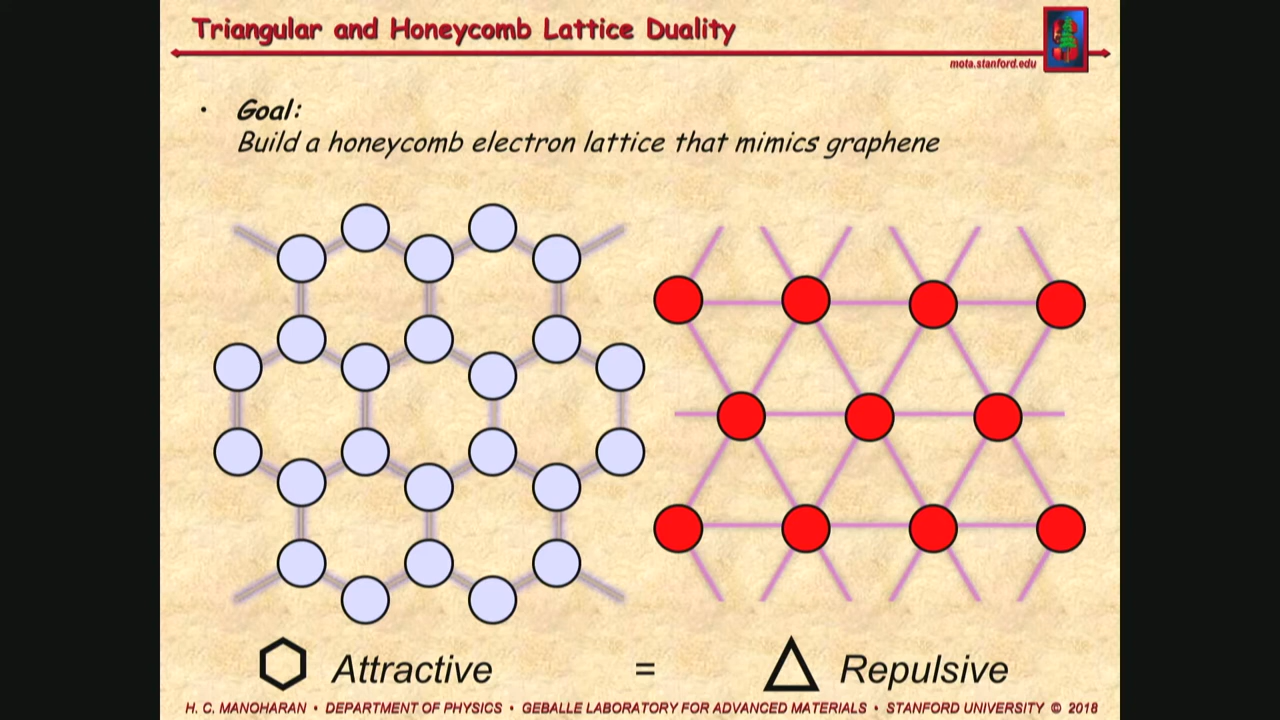 Triangular and Honeycomb Lattice Duality
mota.stanford.edu
• Goal:
Build a honeycomb electron lattice that mimics graphene
Attractive = Repulsive
H. C. MANOHARAN • DEPARTMENT OF PHYSICS • GEBALLE LABORATORY FOR ADVANCED MATERIALS • STANFORD UNIVERSITY © 2018